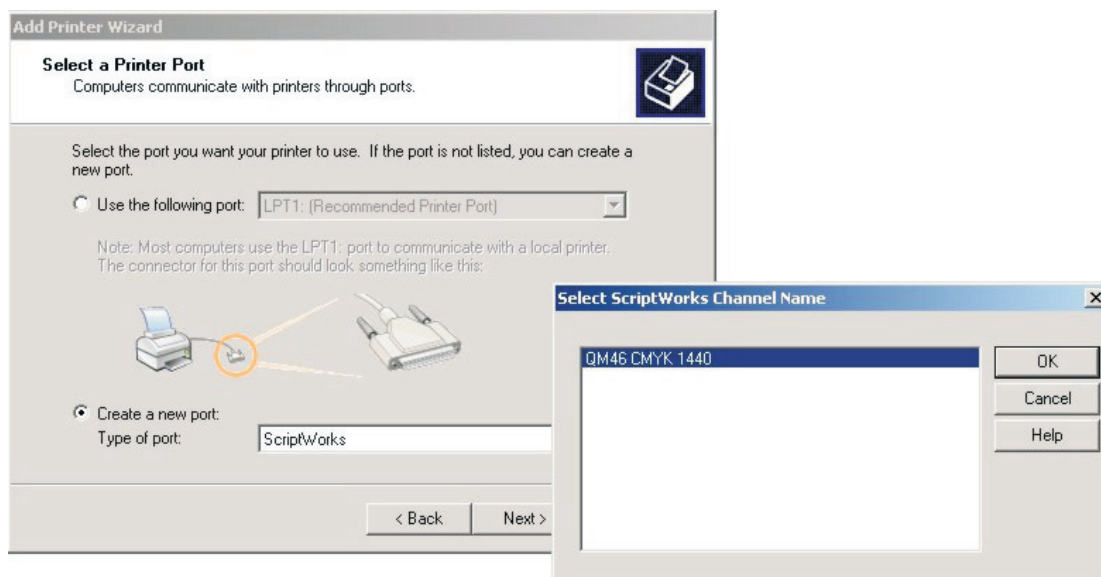 Add Printer Wizard
Select a Printer Port
Computers communicate with printers through ports.
Select the port you want your printer to use. If the port is not listed, you can create a
new port.
Use the following port: LPT1: (Recommended Printer Port)
Note: Most computers use the LPT1: port to communicate with a local printer.
The connector for this port should look something like this:
Create a new port:
Type of port: ScriptWorks
< Back Next >
Select ScriptWorks Channel Name
QM46 CMYK 1440
OK
Cancel
Help